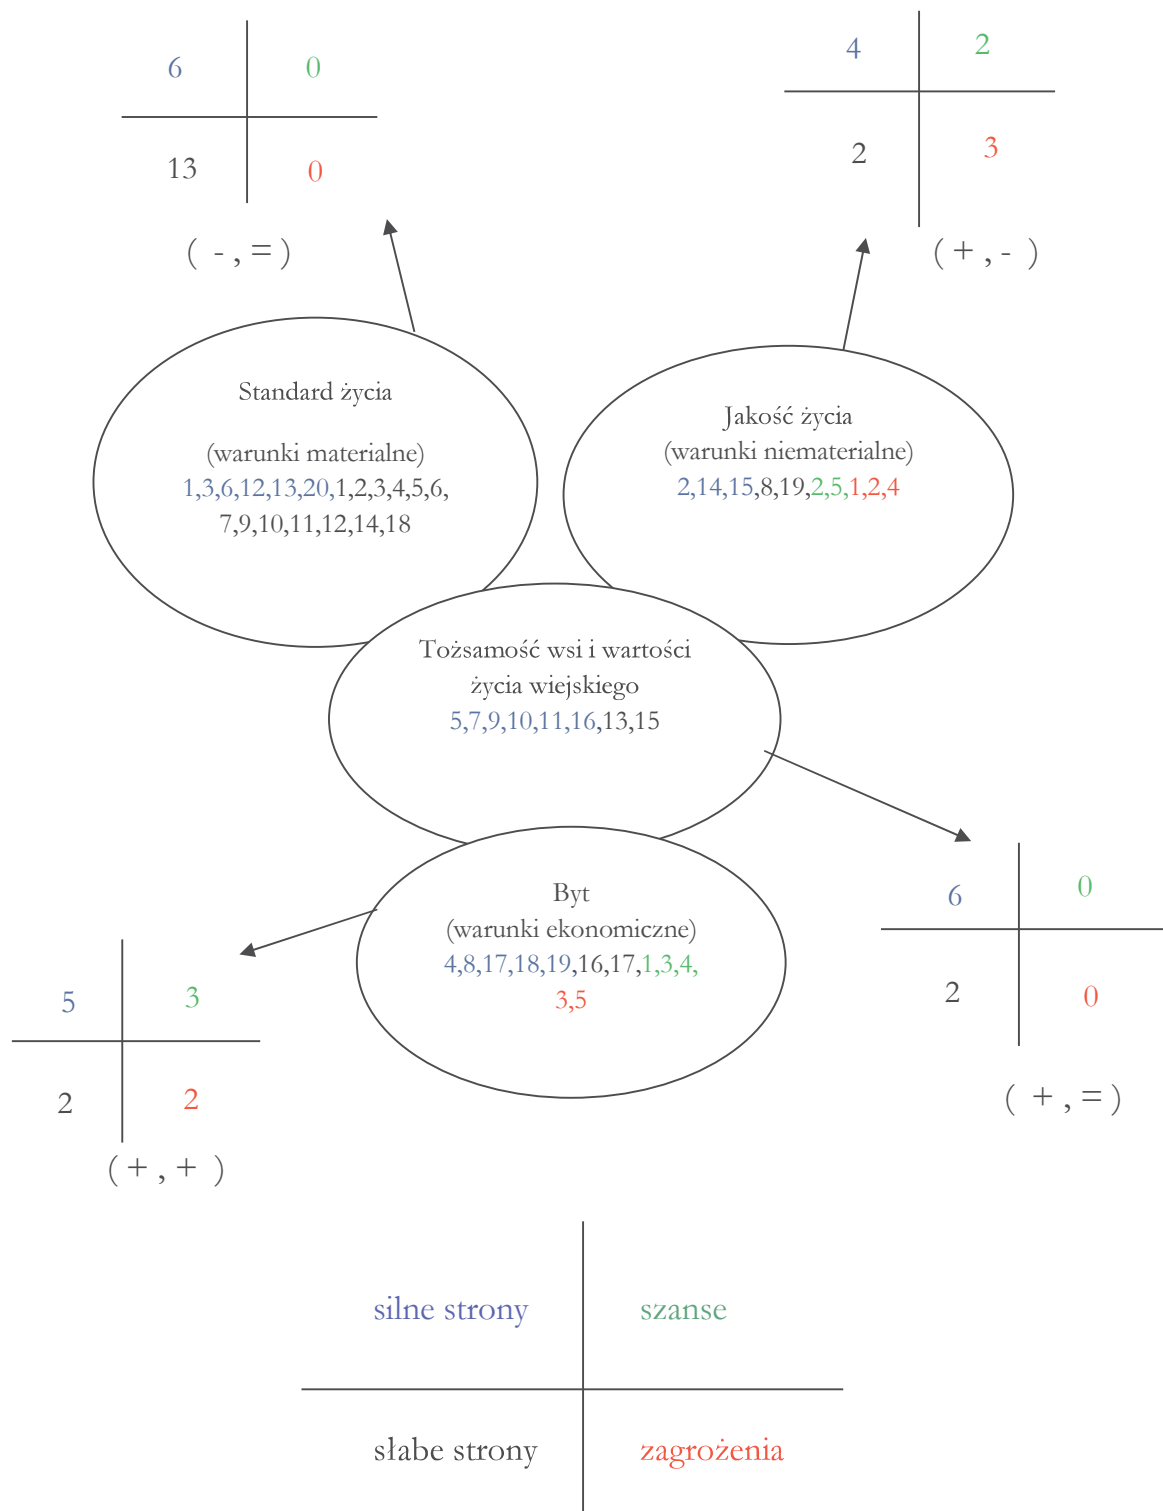 6 0
13 0
( - , = )
4 2
2 3
( + , - )
Standard życia
(warunki materialne)
1,3,6,12,13,20,1,2,3,4,5,6,
7,9,10,11,12,14,18
Jakość życia
(warunki niematerialne)
2,14,15,8,19,2,5,1,2,4
Tożsamość wsi i wartości
życia wiejskiego
5,7,9,10,11,16,13,15
Byt
(warunki ekonomiczne)
4,8,17,18,19,16,17,1,3,4,
3,5
6 0
2 0
( + , = )
5 3
2 2
( + , + )
silne strony szanse
słabe strony zagrożenia